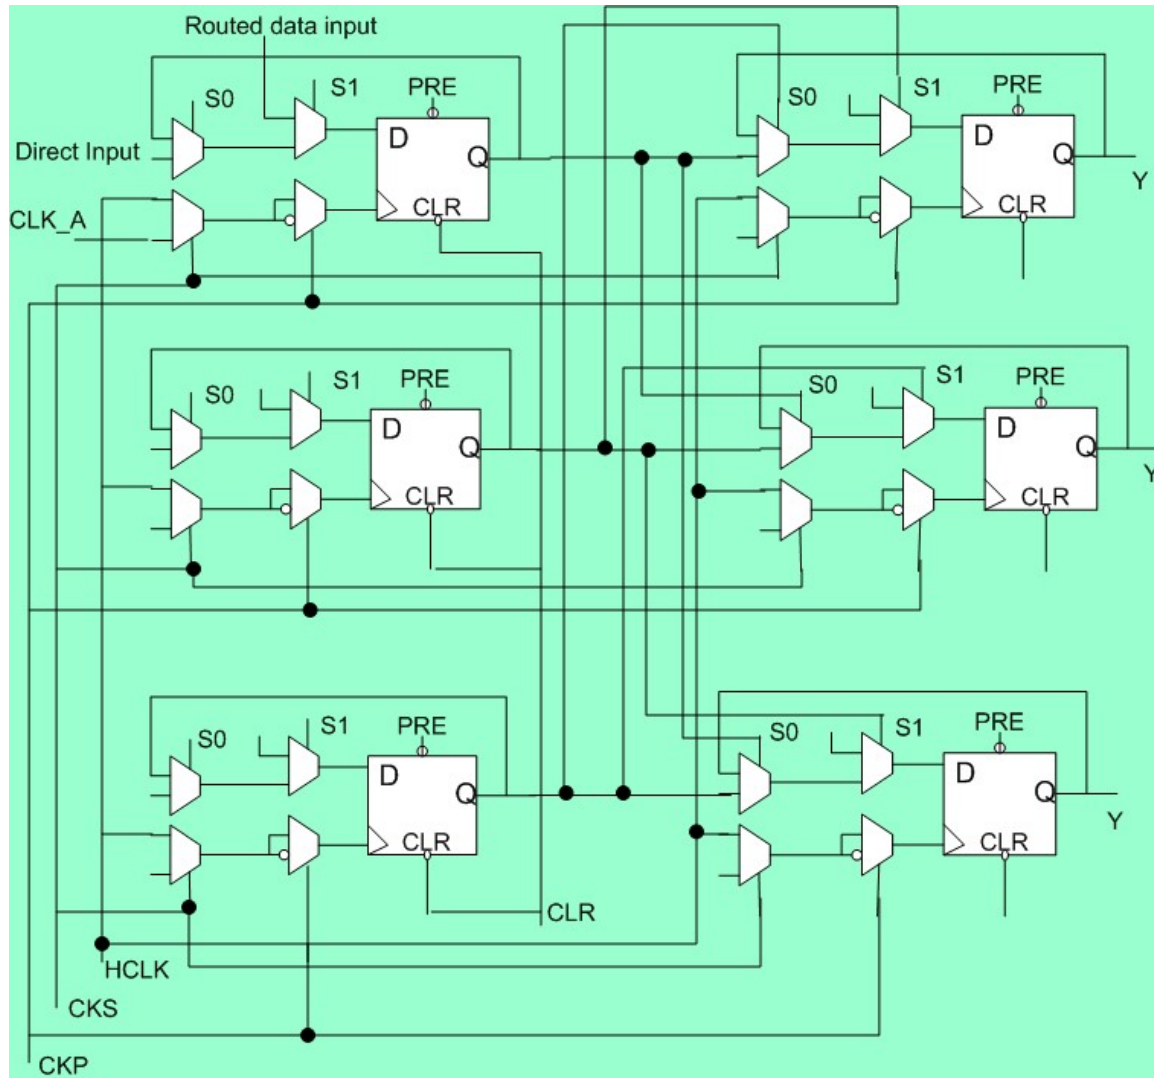 Routed data input
S0
S1
PRE
D
Q
CLR
Direct Input
CLK_A
S0
S1
PRE
D
Q
CLR
Y
S0
S1
PRE
D
Q
CLR
S0
S1
PRE
D
Q
CLR
Y
S0
S1
PRE
D
Q
CLR
S0
S1
PRE
D
Q
CLR
Y
CLR
HCLK
CKS
CKP